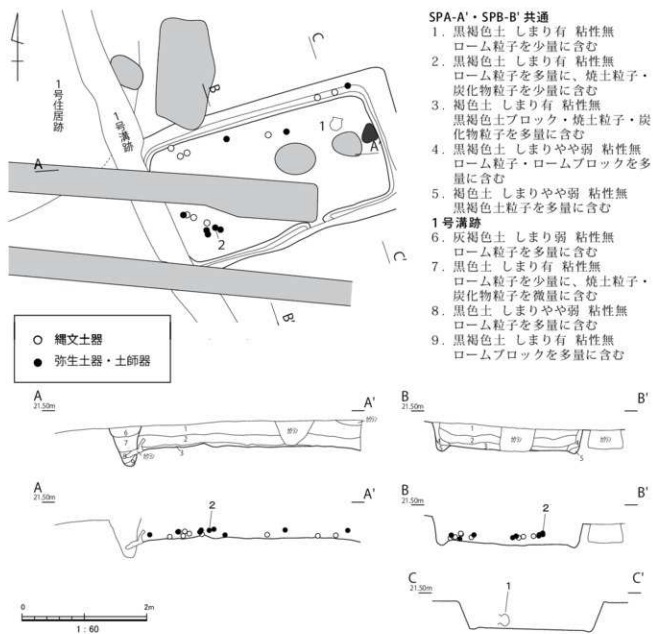 SPA-A'・SPB-B' 共通
1. 黒褐色土 しまり有 粘性無
ローム粒子を少量に含む
2. 黒褐色土 しまり有 粘性無
ローム粒子を多量に、焼土粒子・
炭化物粒子を少量に含む
3. 褐色土 しまり有 粘性無
黒褐色土ブロック・焼土粒子・炭
化物粒子を多量に含む
4. 黒褐色土 しまりやや弱 粘性無
ローム粒子・ロームブロックを多
量に含む
5. 褐色土 しまりやや弱 粘性無
黒褐色土粒子を多量に含む
1号溝跡
6. 灰褐色土 しまり弱 粘性無
ローム粒子を多量に含む
7. 黒色土 しまり有 粘性無
ローム粒子を少量に、焼土粒子・
炭化物粒子を微量に含む
8. 黒色土 しまりやや弱 粘性無
ローム粒子を多量に含む
9. 黒褐色土 しまり有 粘性無
ロームブロックを多量に含む
1号住居跡
1号溝跡
A
A'
B
B'
C
C'
1
2
○ 縄文土器
● 弥生土器・土師器
A
21.50m
A'
1
2
3
6
7
カクラン
カクラン
B
21.50m
B'
1
2
3
5
カクラン
カクラン
A
21.50m
A'
2
B
21.50m
B'
2
C
21.50m
C'
1
0
2m
1:60